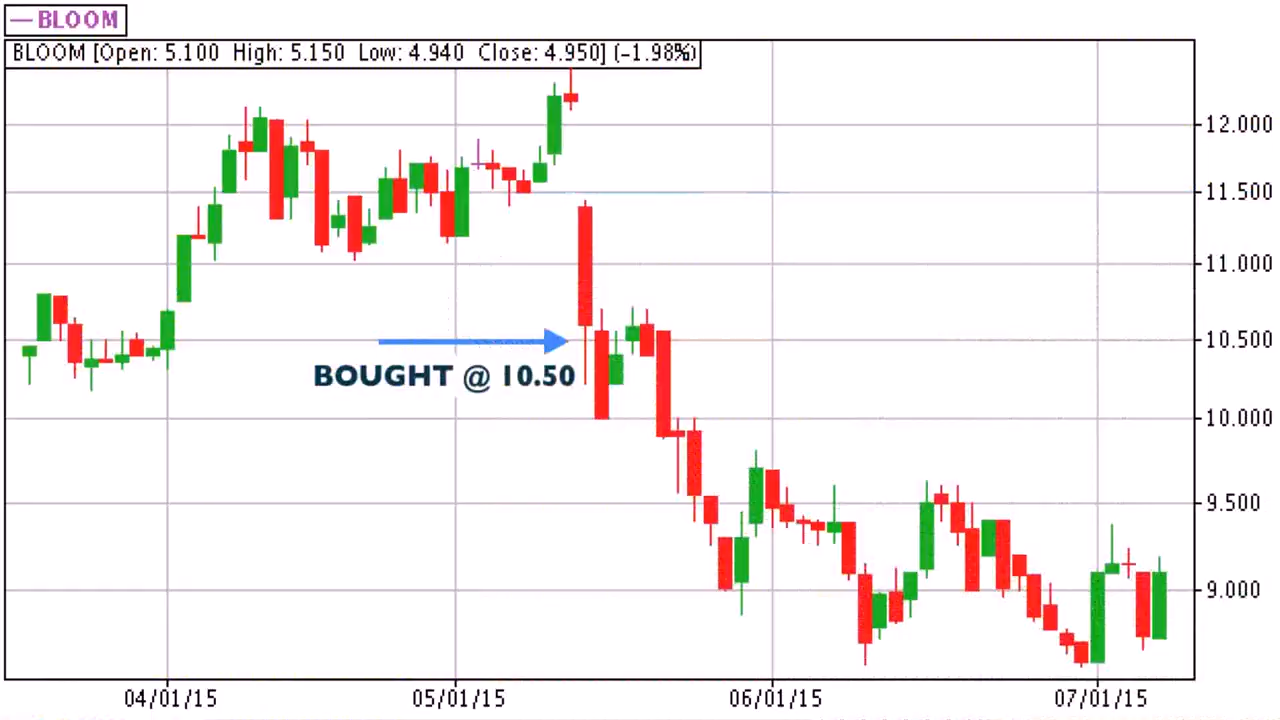 — BLOOM
BLOOM [Open: 5.100 High: 5.150 Low: 4.940 Close: 4.950] (-1.98%)
12.000
11.500
11.000
10.500
BOUGHT @ 10.50
10.000
9.500
9.000
04/01/15 05/01/15 06/01/15 07/01/15